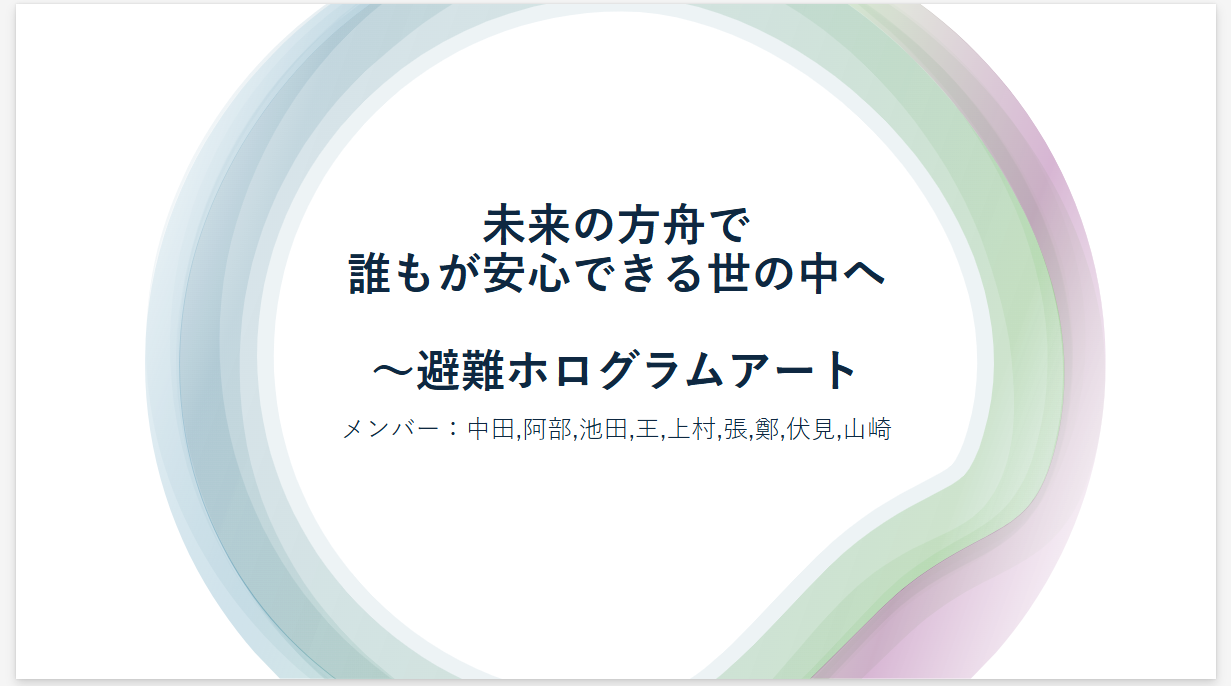 未来の方舟で
誰もが安心できる世の中へ
～避難ホログラムアート
メンバー：中田,阿部,池田,王,上村,張,鄭,伏見,山崎